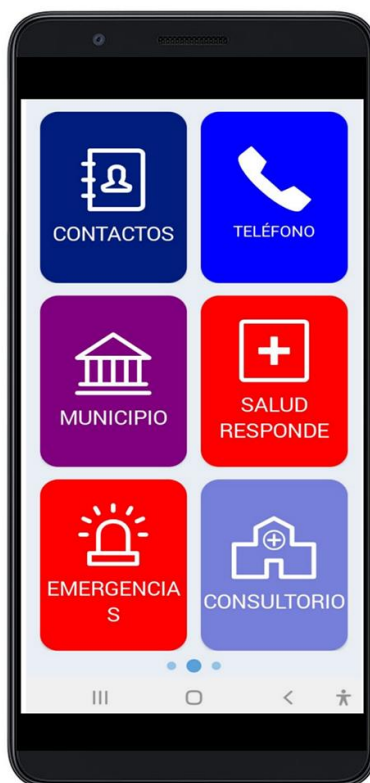 CONTACTOS
TELÉFONO
MUNICIPIO
SALUD
RESPONDE
EMERGENCIA
S
CONSULTORIO